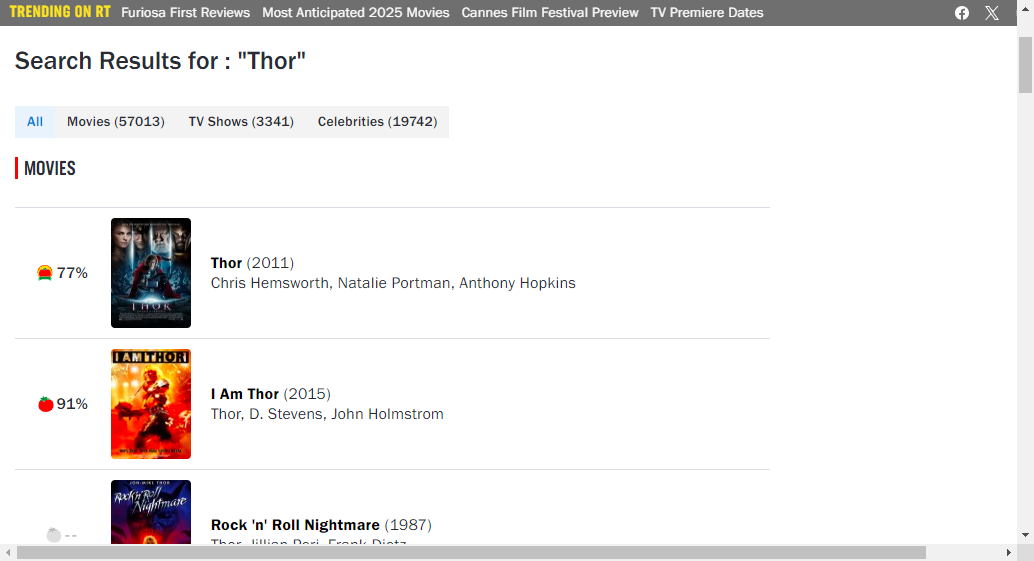 TRENDING ON RT Furiosa First Reviews Most Anticipated 2025 Movies Cannes Film Festival Preview TV Premiere Dates
Search Results for : "Thor"
All Movies (57013) TV Shows (3341) Celebrities (19742)
MOVIES
77%
THOR
Thor (2011)
Chris Hemsworth, Natalie Portman, Anthony Hopkins
91%
I AM THOR
I Am Thor (2015)
Thor, D. Stevens, John Holmstrom
--
JON-MIKL THOR
Rock 'n' Roll
Nightmare
Rock 'n' Roll Nightmare (1987)
Thor, Jillian Peri, Frank Dietz